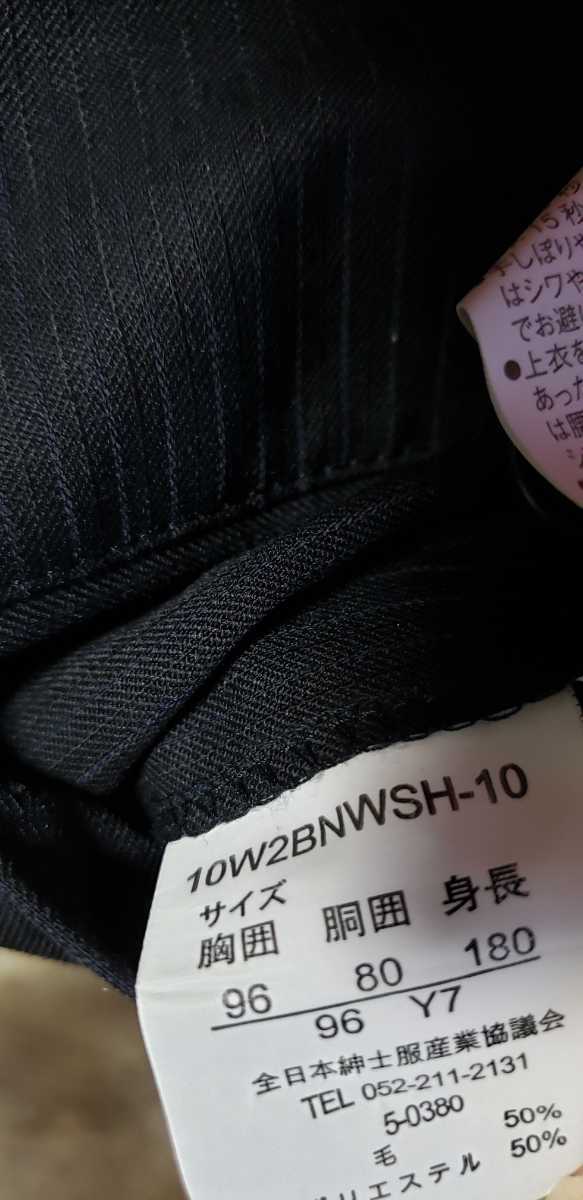 15秒
しぼりや
はシワや
でお避け
●上衣を
あった
は腰
10W2BNWSH-10
サイズ
胸囲 胴囲 身長
96 80 180
96 Y7
全日本紳士服産業協議会
TEL 052-211-2131
5-0380
毛 50%
リエステル 50%